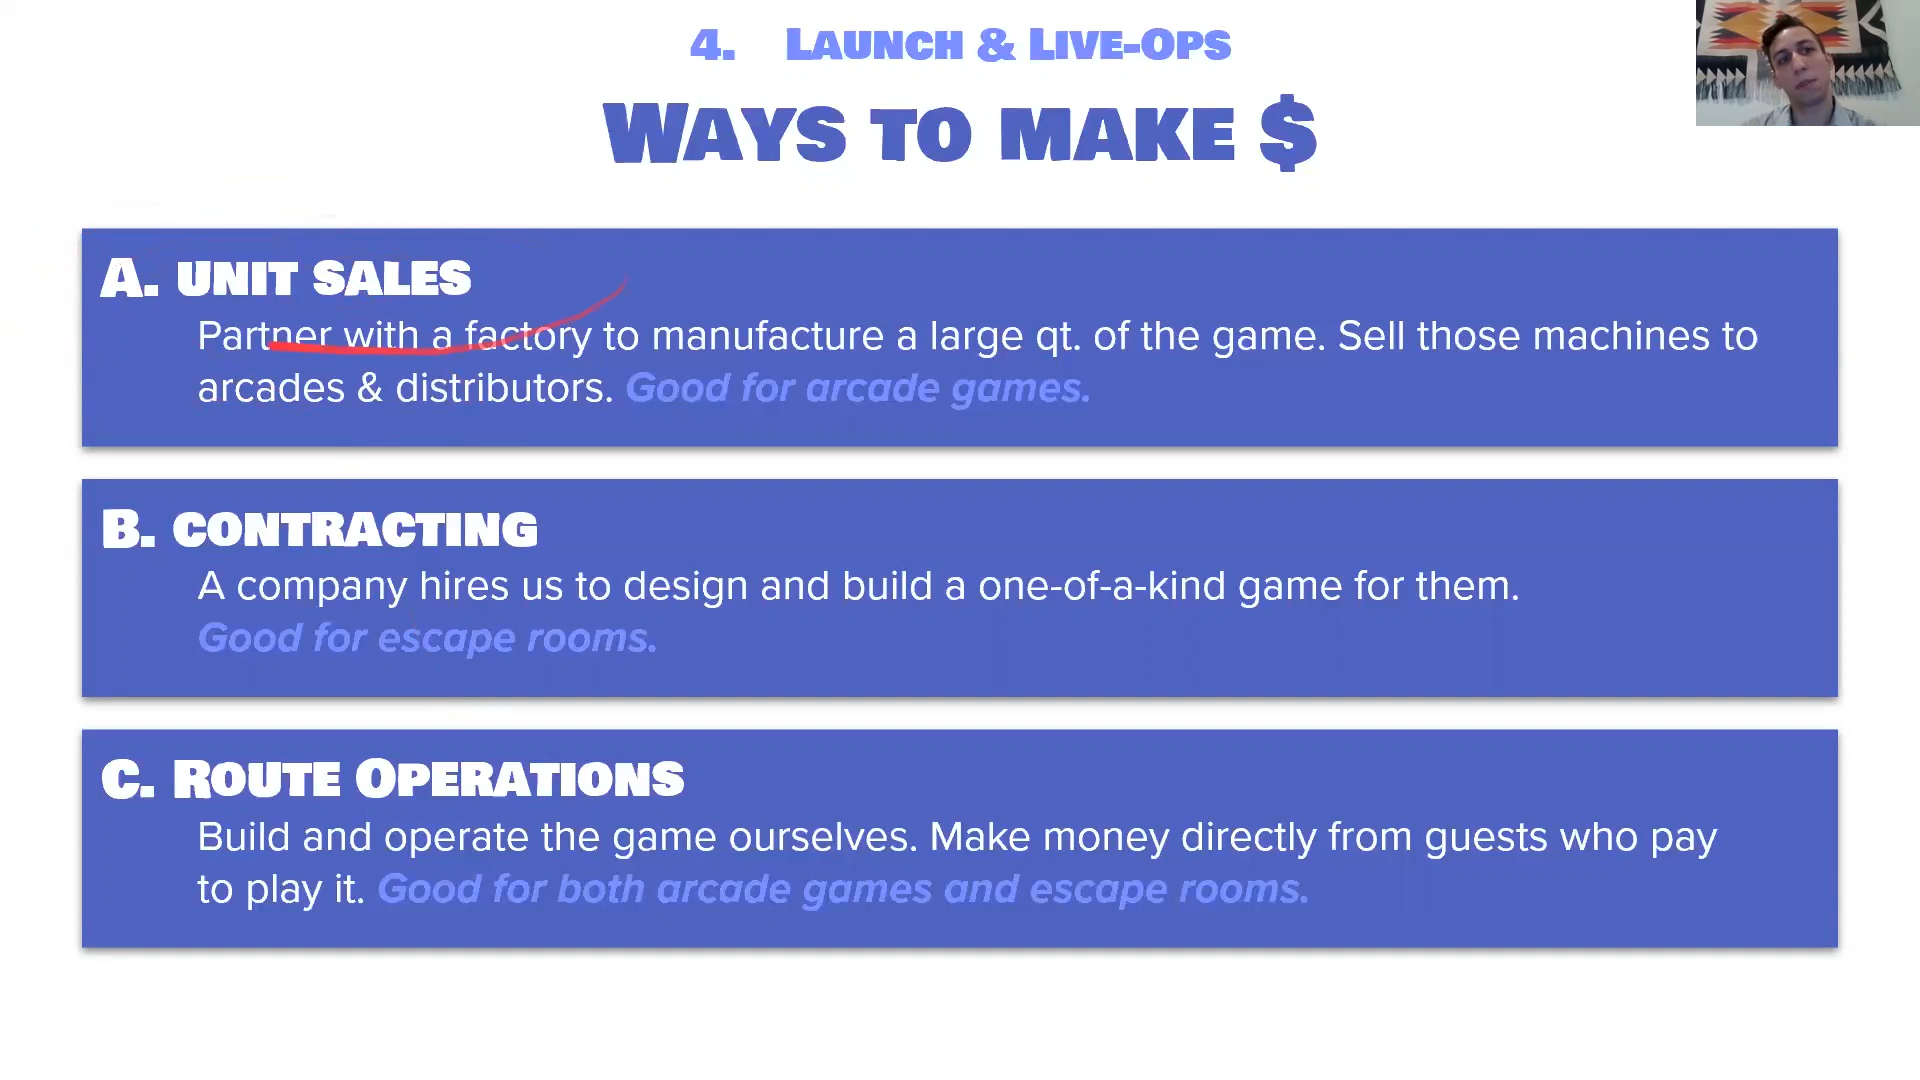 4. Launch & Live-Ops
Ways to make $
A. unit sales
Partner with a factory to manufacture a large qt. of the game. Sell those machines to
arcades & distributors. Good for arcade games.
B. contracting
A company hires us to design and build a one-of-a-kind game for them.
Good for escape rooms.
C. Route Operations
Build and operate the game ourselves. Make money directly from guests who pay
to play it. Good for both arcade games and escape rooms.